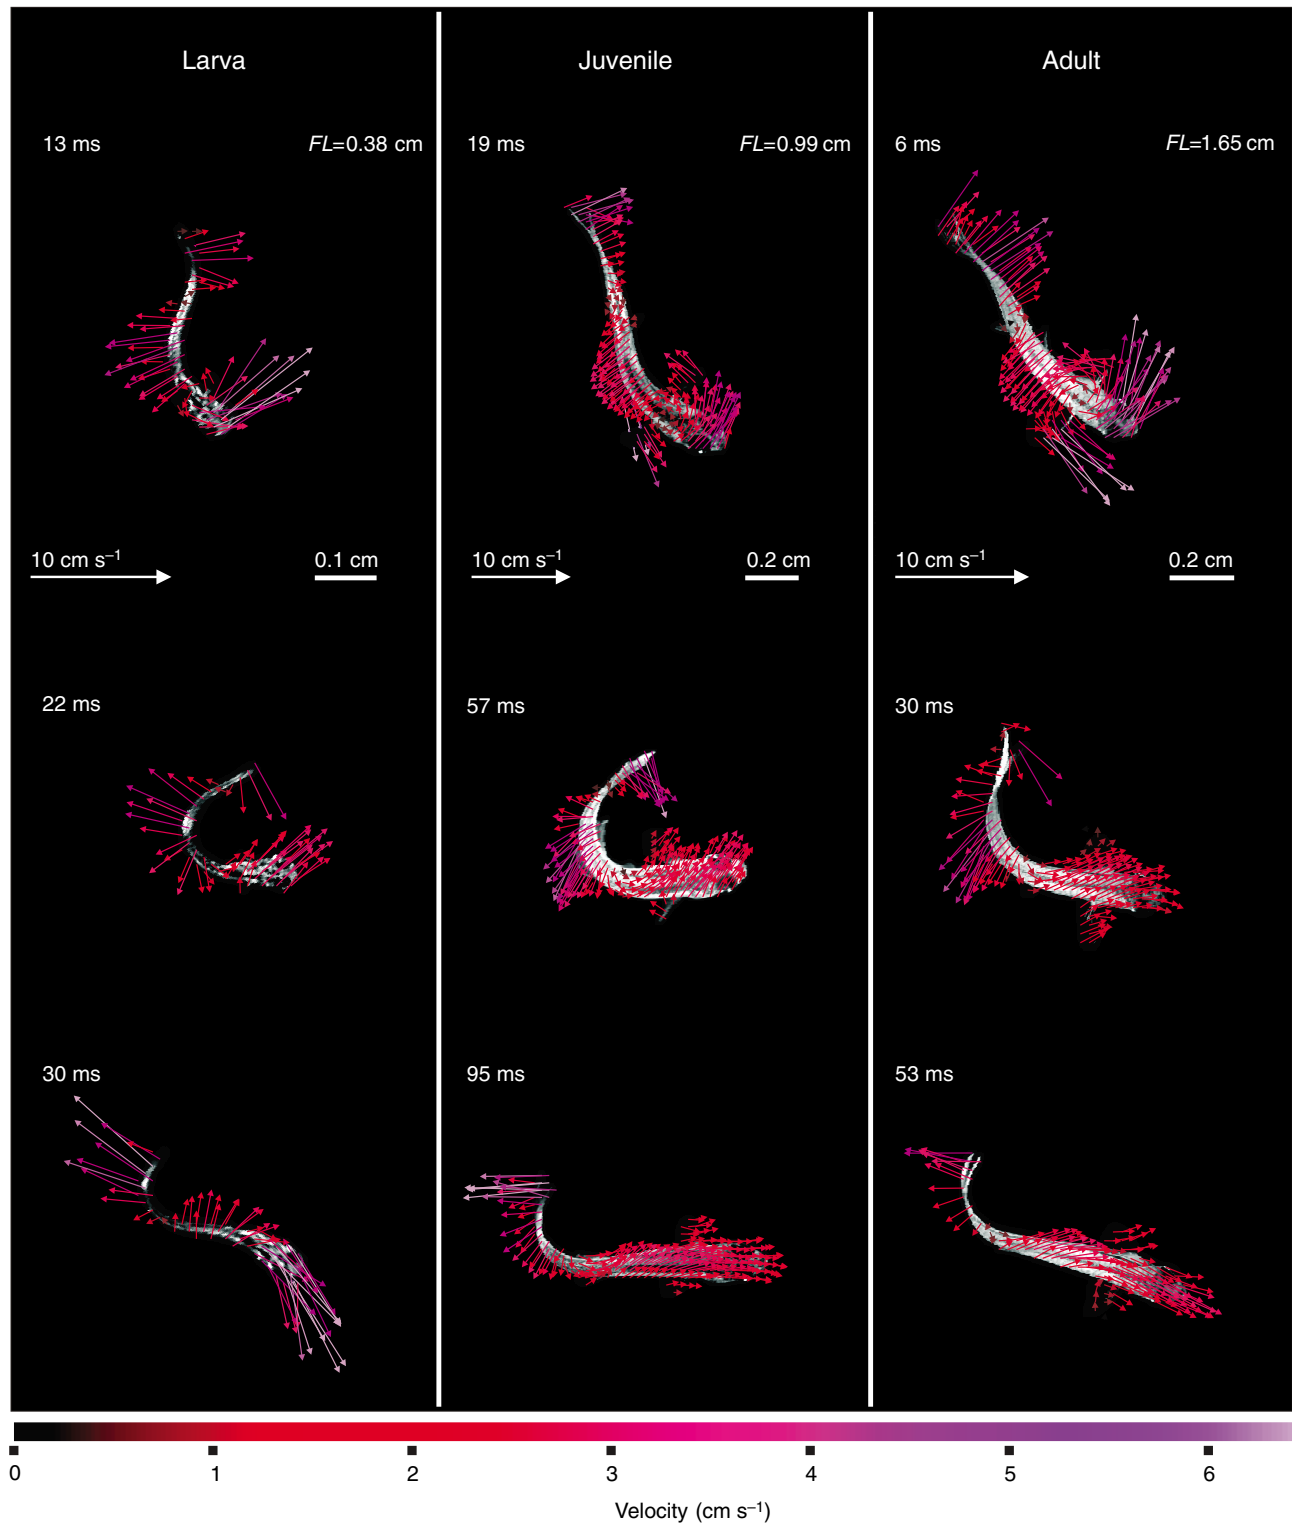 Larva Juvenile Adult
13 ms FL=0.38 cm 19 ms FL=0.99 cm 6 ms FL=1.65 cm
10 cm s–1 0.1 cm 10 cm s–1 0.2 cm 10 cm s–1 0.2 cm
22 ms 57 ms 30 ms
30 ms 95 ms 53 ms
0 1 2 3 4 5 6
Velocity (cm s–1)